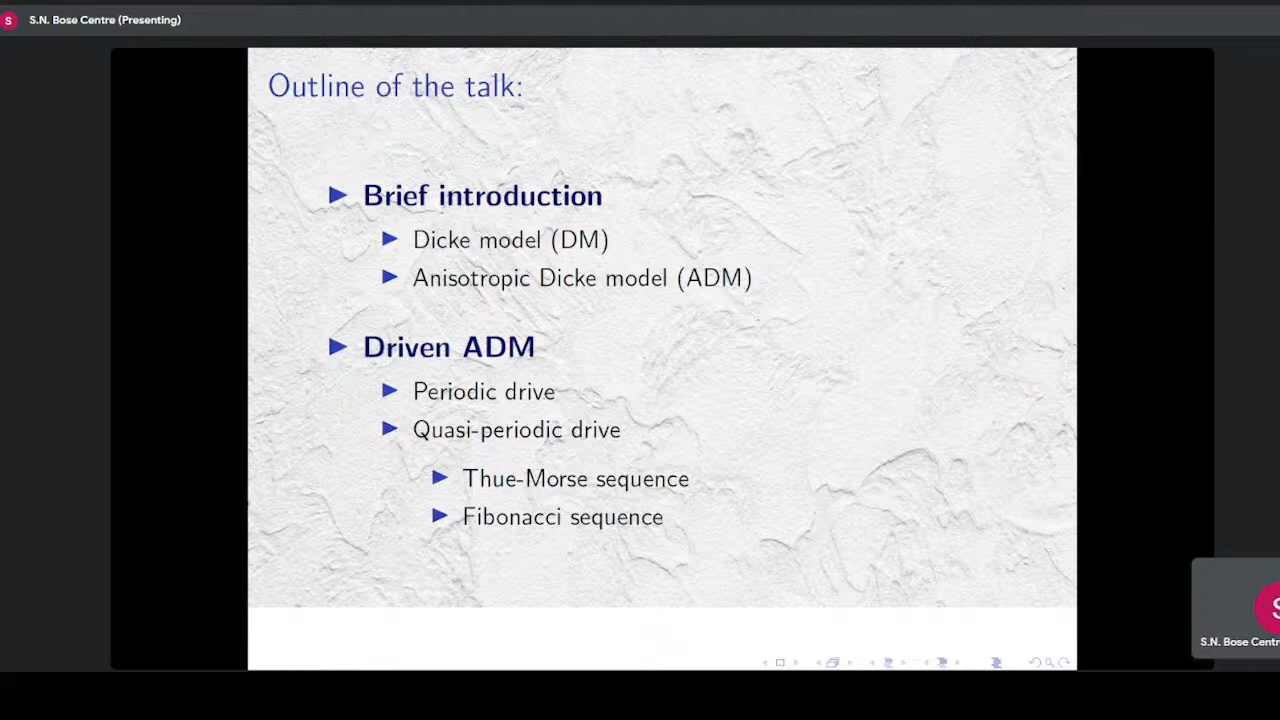 S S.N. Bose Centre (Presenting)
Outline of the talk:
Brief introduction
Dicke model (DM)
Anisotropic Dicke model (ADM)
Driven ADM
Periodic drive
Quasi-periodic drive
Thue-Morse sequence
Fibonacci sequence
S
S.N. Bose Centr